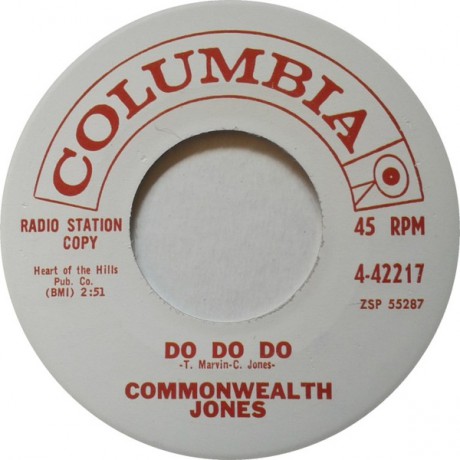 COLUMBIA
RADIO STATION
COPY
45 RPM
Heart of the Hills
Pub. Co.
(BMI) 2:51
4-42217
ZSP 55287
DO DO DO
-T. Marvin-C. Jones-
COMMONWEALTH
JONES